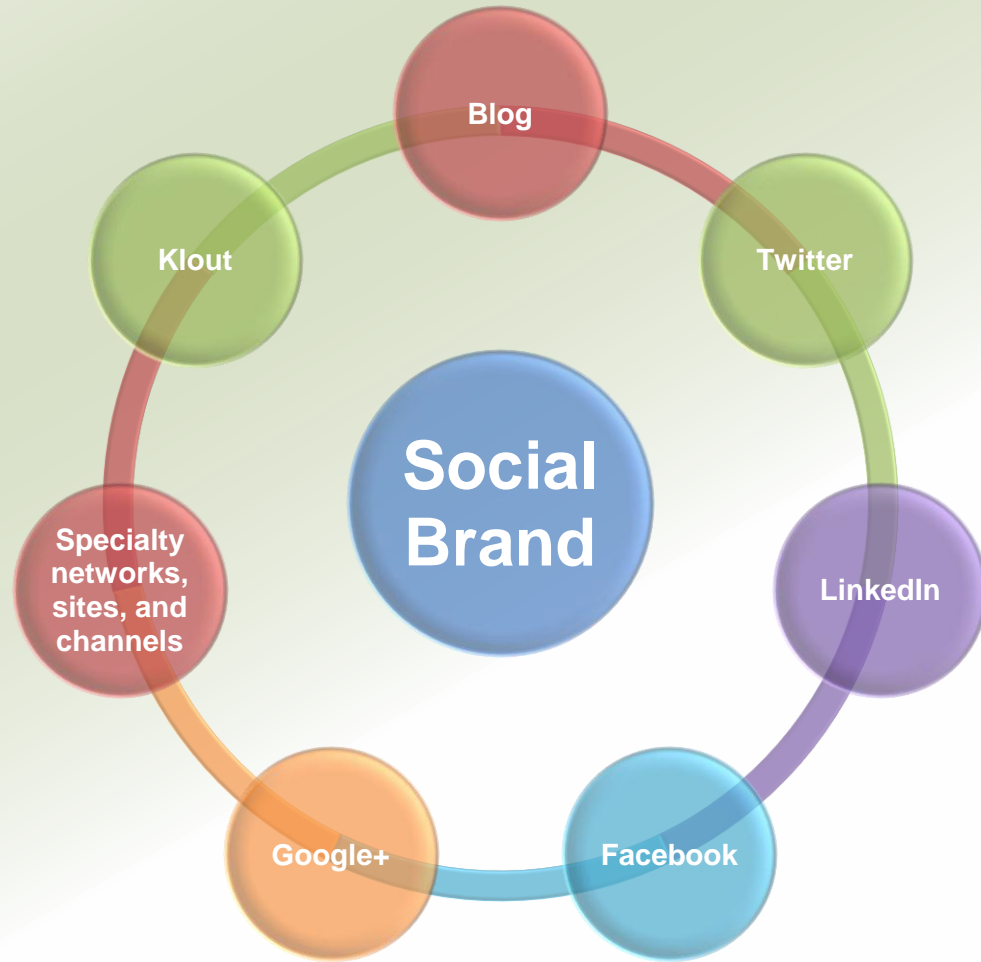 Blog
Twitter
LinkedIn
Facebook
Google+
Specialty
networks,
sites, and
channels
Klout
Social
Brand